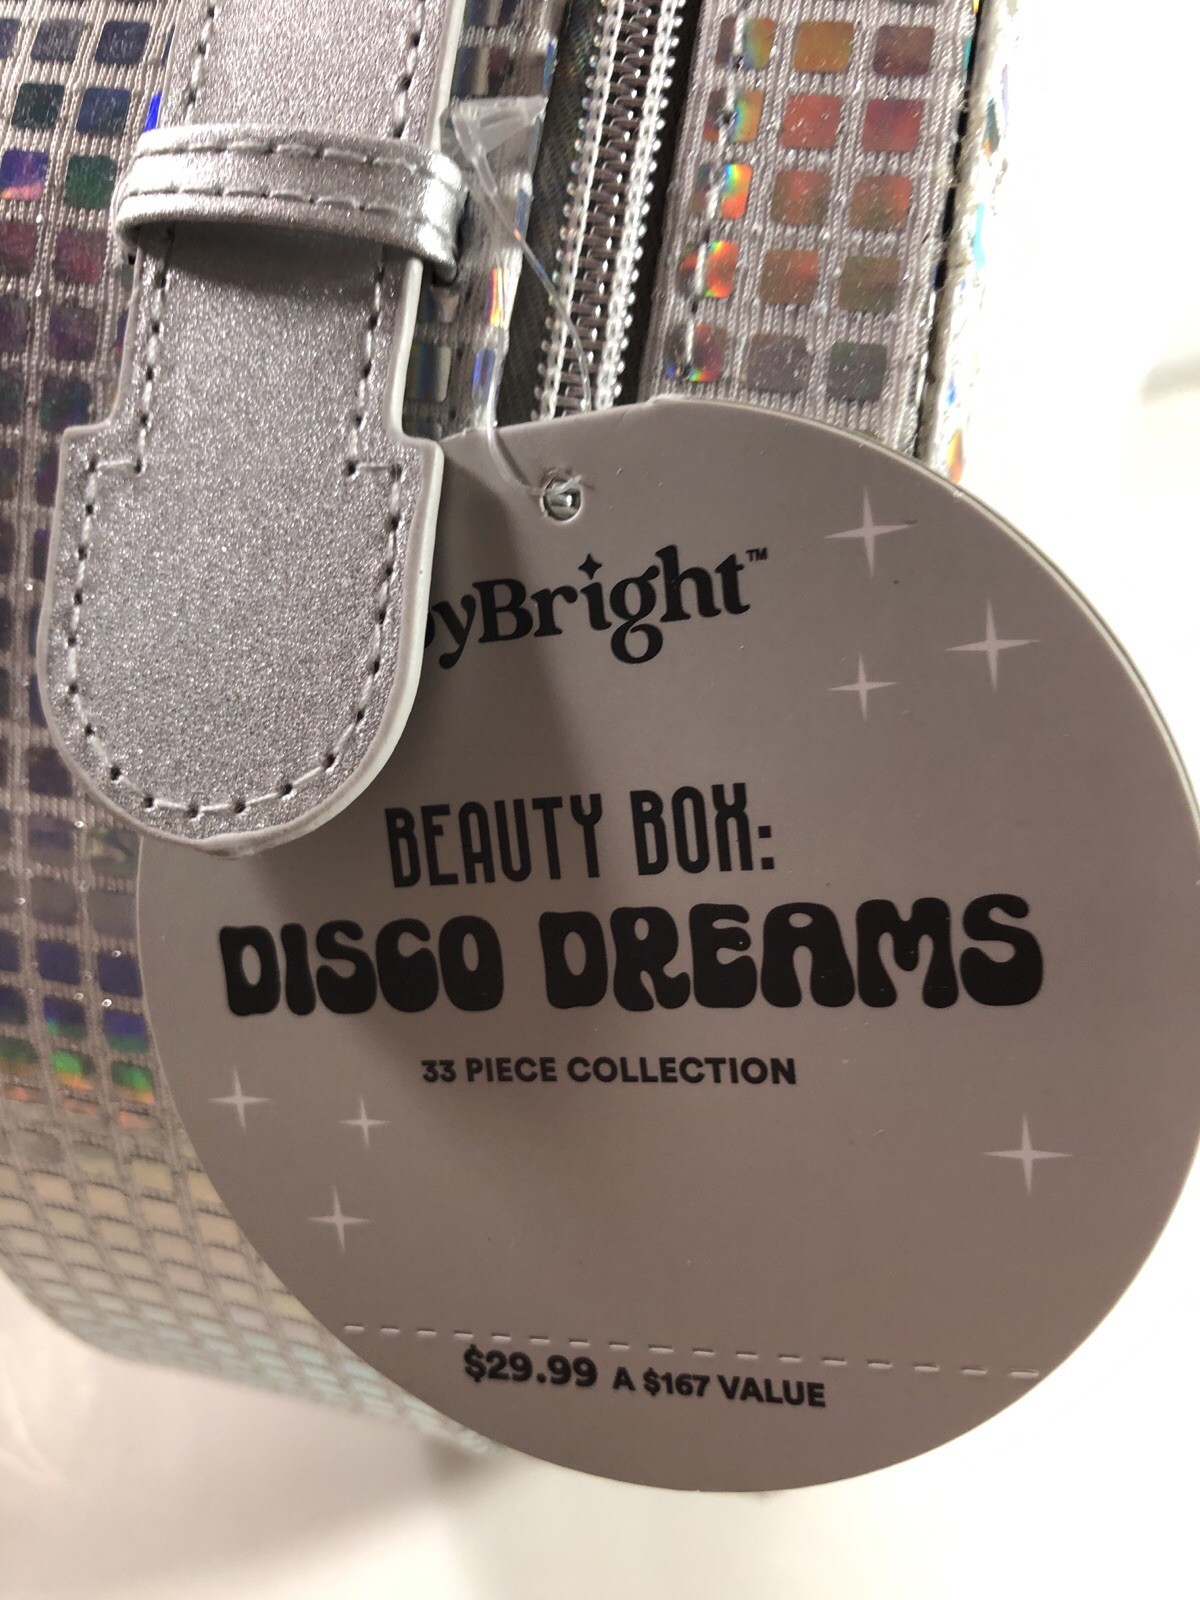 yBright™
BEAUTY BOX:
DISCO DREAMS
33 PIECE COLLECTION
$29.99 A $167 VALUE